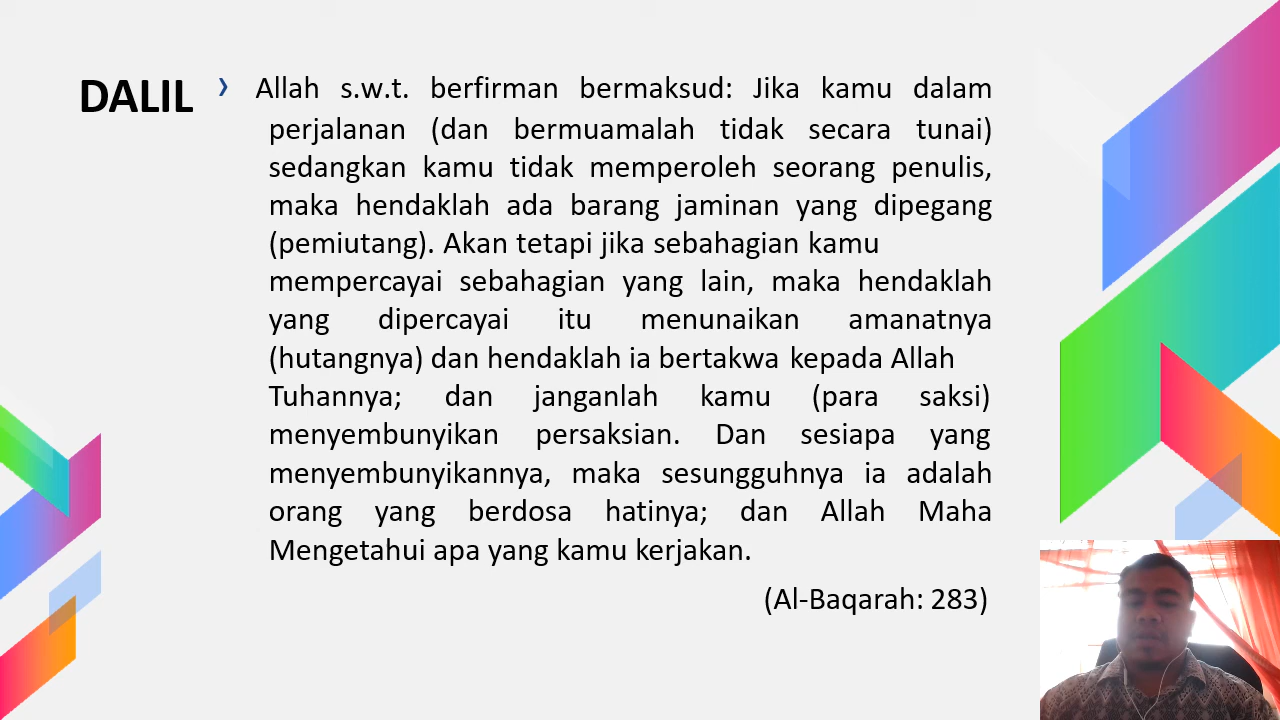 DALIL
› Allah s.w.t. berfirman bermaksud: Jika kamu dalam
perjalanan (dan bermuamalah tidak secara tunai)
sedangkan kamu tidak memperoleh seorang penulis,
maka hendaklah ada barang jaminan yang dipegang
(pemiutang). Akan tetapi jika sebahagian kamu
mempercayai sebahagian yang lain, maka hendaklah
yang dipercayai itu menunaikan amanatnya
(hutangnya) dan hendaklah ia bertakwa kepada Allah
Tuhannya; dan janganlah kamu (para saksi)
menyembunyikan persaksian. Dan sesiapa yang
menyembunyikannya, maka sesungguhnya ia adalah
orang yang berdosa hatinya; dan Allah Maha
Mengetahui apa yang kamu kerjakan.
(Al-Baqarah: 283)